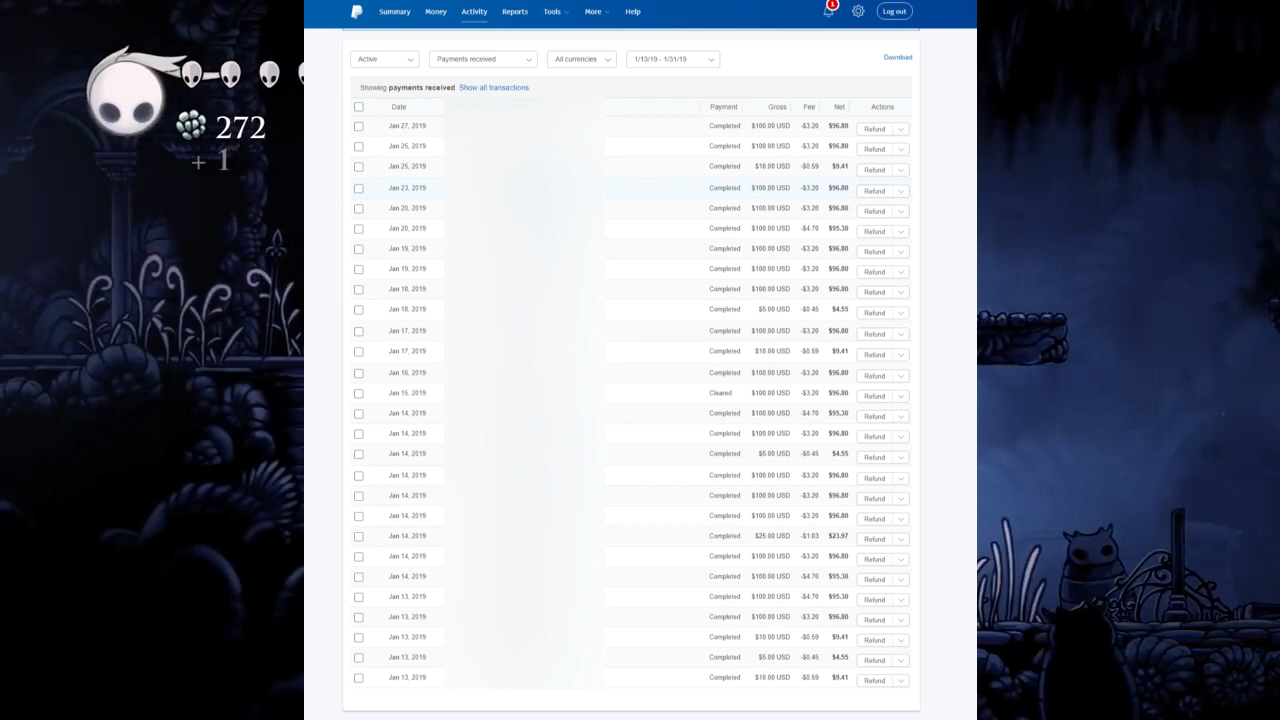 Summary Money Activity Reports Tools More Help 1 Log out
Active Payments received All currencies 1/13/19 - 1/31/19 Download
Showing payments received. Show all transactions.
Date Payment Gross Fee Net Actions
Jan 27, 2019 Completed $100.00 USD -$3.20 $96.80 Refund
Jan 25, 2019 Completed $100.00 USD -$3.20 $96.80 Refund
Jan 25, 2019 Completed $10.00 USD -$0.59 $9.41 Refund
Jan 23, 2019 Completed $100.00 USD -$3.20 $96.80 Refund
Jan 20, 2019 Completed $100.00 USD -$3.20 $96.80 Refund
Jan 20, 2019 Completed $100.00 USD -$4.70 $95.30 Refund
Jan 19, 2019 Completed $100.00 USD -$3.20 $96.80 Refund
Jan 19, 2019 Completed $100.00 USD -$3.20 $96.80 Refund
Jan 18, 2019 Completed $100.00 USD -$3.20 $96.80 Refund
Jan 18, 2019 Completed $5.00 USD -$0.45 $4.55 Refund
Jan 17, 2019 Completed $100.00 USD -$3.20 $96.80 Refund
Jan 17, 2019 Completed $10.00 USD -$0.59 $9.41 Refund
Jan 16, 2019 Completed $100.00 USD -$3.20 $96.80 Refund
Jan 15, 2019 Cleared $100.00 USD -$3.20 $96.80 Refund
Jan 14, 2019 Completed $100.00 USD -$4.70 $95.30 Refund
Jan 14, 2019 Completed $100.00 USD -$3.20 $96.80 Refund
Jan 14, 2019 Completed $5.00 USD -$0.45 $4.55 Refund
Jan 14, 2019 Completed $100.00 USD -$3.20 $96.80 Refund
Jan 14, 2019 Completed $100.00 USD -$3.20 $96.80 Refund
Jan 14, 2019 Completed $100.00 USD -$3.20 $96.80 Refund
Jan 14, 2019 Completed $25.00 USD -$1.03 $23.97 Refund
Jan 14, 2019 Completed $100.00 USD -$3.20 $96.80 Refund
Jan 14, 2019 Completed $100.00 USD -$4.70 $95.30 Refund
Jan 13, 2019 Completed $100.00 USD -$4.70 $95.30 Refund
Jan 13, 2019 Completed $100.00 USD -$3.20 $96.80 Refund
Jan 13, 2019 Completed $10.00 USD -$0.59 $9.41 Refund
Jan 13, 2019 Completed $5.00 USD -$0.45 $4.55 Refund
Jan 13, 2019 Completed $10.00 USD -$0.59 $9.41 Refund
272
+ 1